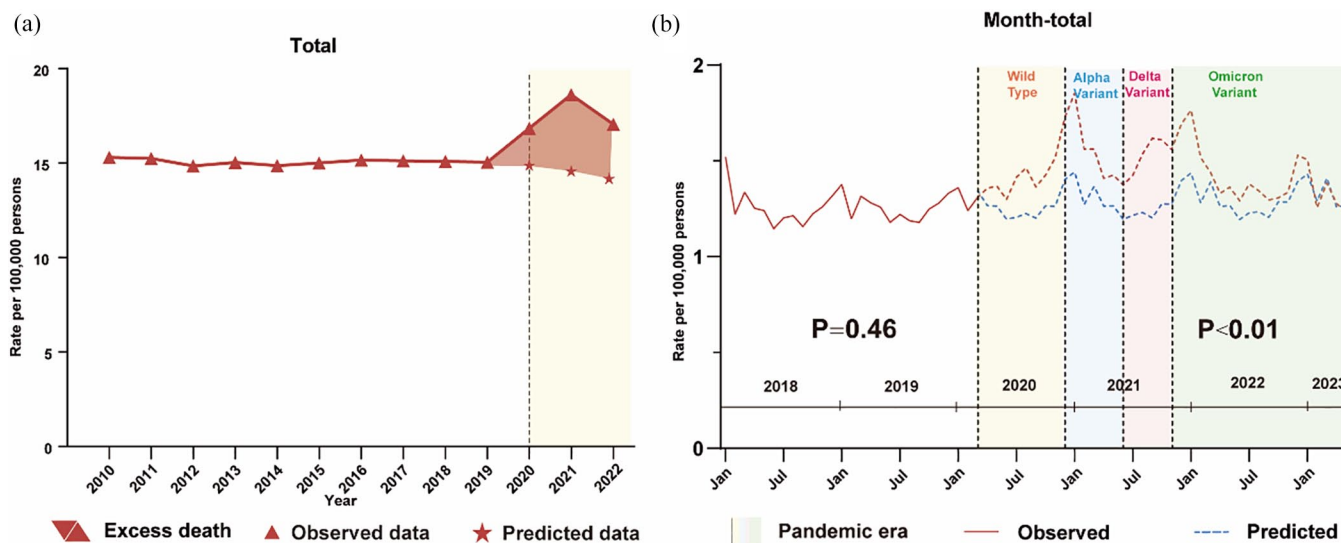 (a)
Total
Rate per 100,000 persons
20
15
10
5
0
2010
2011
2012
2013
2014
2015
2016
2017
2018
2019
2020
2021
2022
Year
Excess death
Observed data
Predicted data
(b)
Month-total
Rate per 100,000 persons
2
1
0
Wild
Type
Alpha
Variant
Delta
Variant
Omicron
Variant
P=0.46
P<0.01
2018
2019
2020
2021
2022
2023
Jan
Jul
Jan
Jul
Jan
Jul
Jan
Jul
Jan
Jul
Jan
Pandemic era
Observed
Predicted